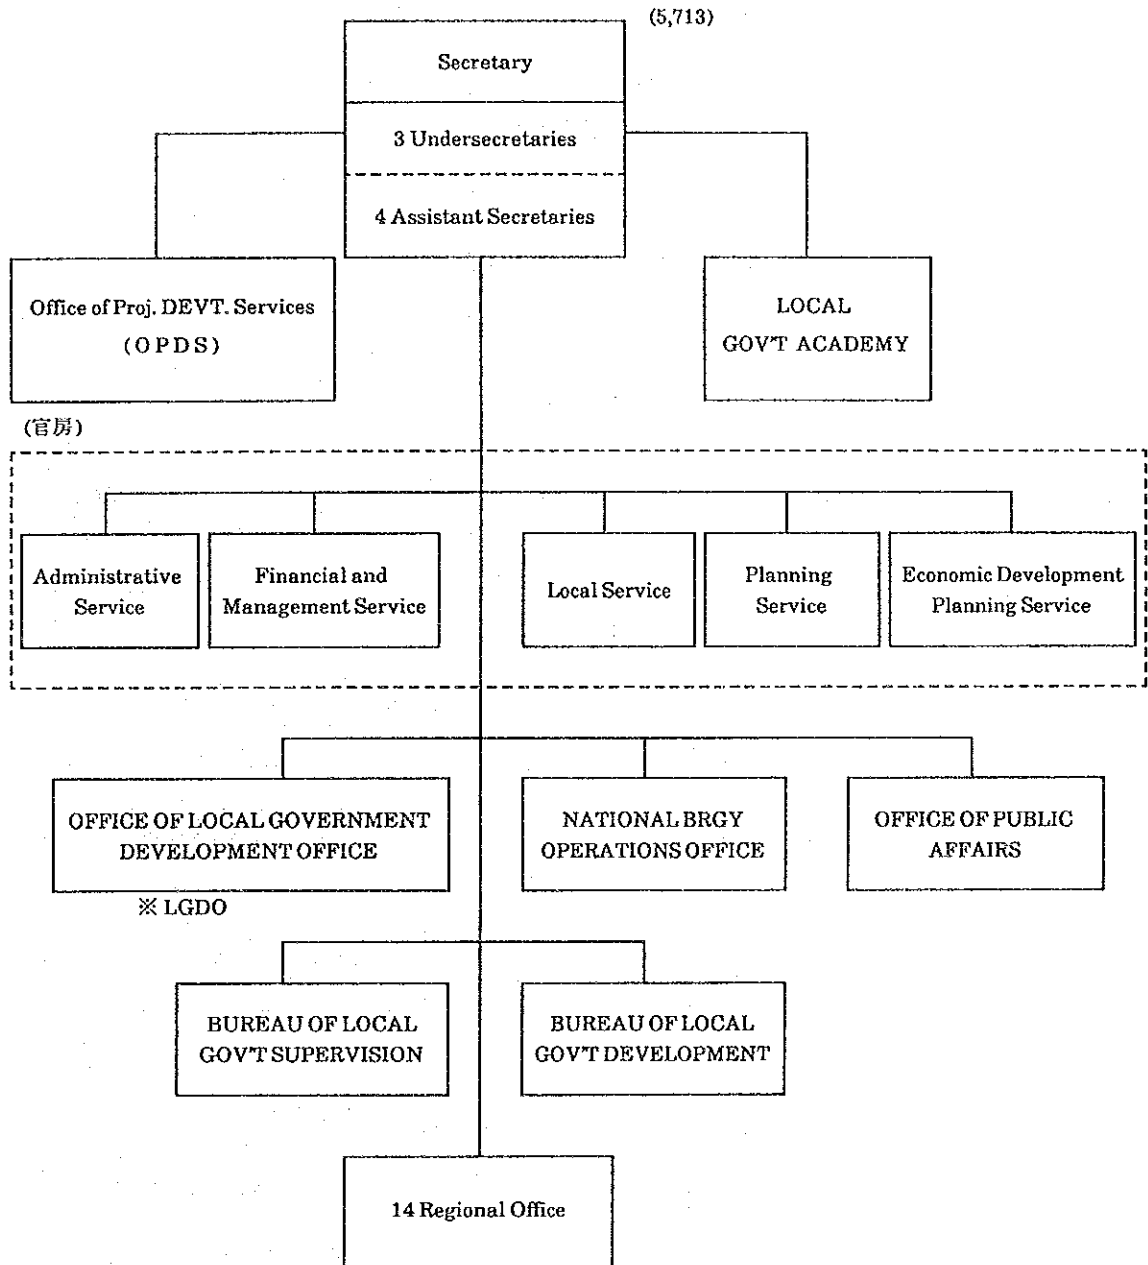 (5,713)
Secretary
3 Undersecretaries
4 Assistant Secretaries
Office of Proj. DEVT. Services
(OPDS)
LOCAL
GOV'T ACADEMY
(官房)
Administrative
Service
Financial and
Management Service
Local Service
Planning
Service
Economic Development
Planning Service
OFFICE OF LOCAL GOVERNMENT
DEVELOPMENT OFFICE
※ LGDO
NATIONAL BRGY
OPERATIONS OFFICE
OFFICE OF PUBLIC
AFFAIRS
BUREAU OF LOCAL
GOV'T SUPERVISION
BUREAU OF LOCAL
GOV'T DEVELOPMENT
14 Regional Office